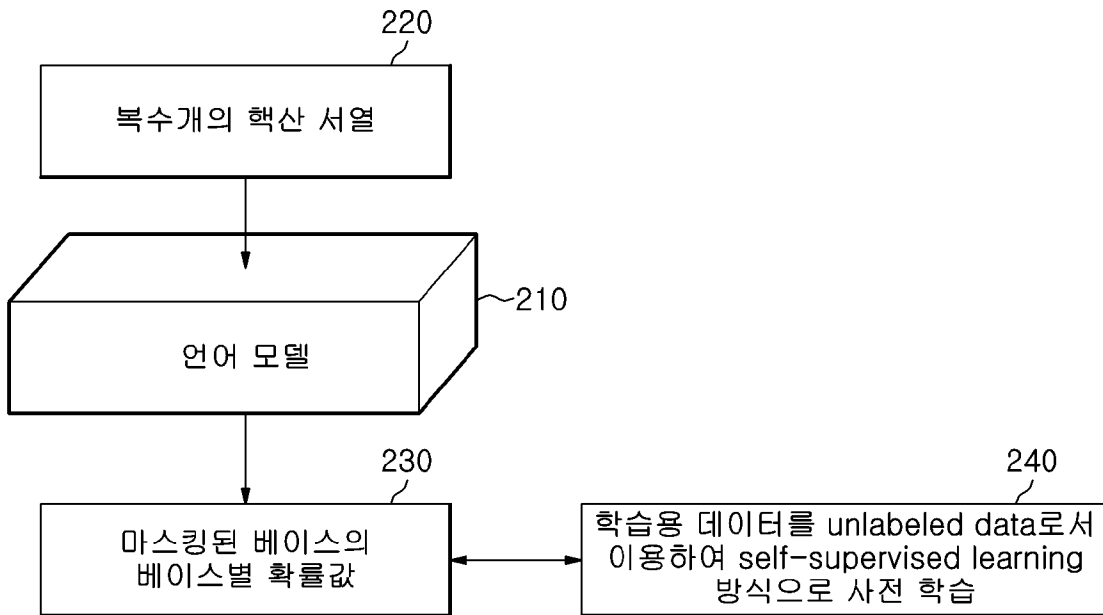 220
복수개의 핵산 서열
210
언어 모델
230
마스킹된 베이스의
베이스별 확률값
240
학습용 데이터를 unlabeled data로서
이용하여 self-supervised learning
방식으로 사전 학습